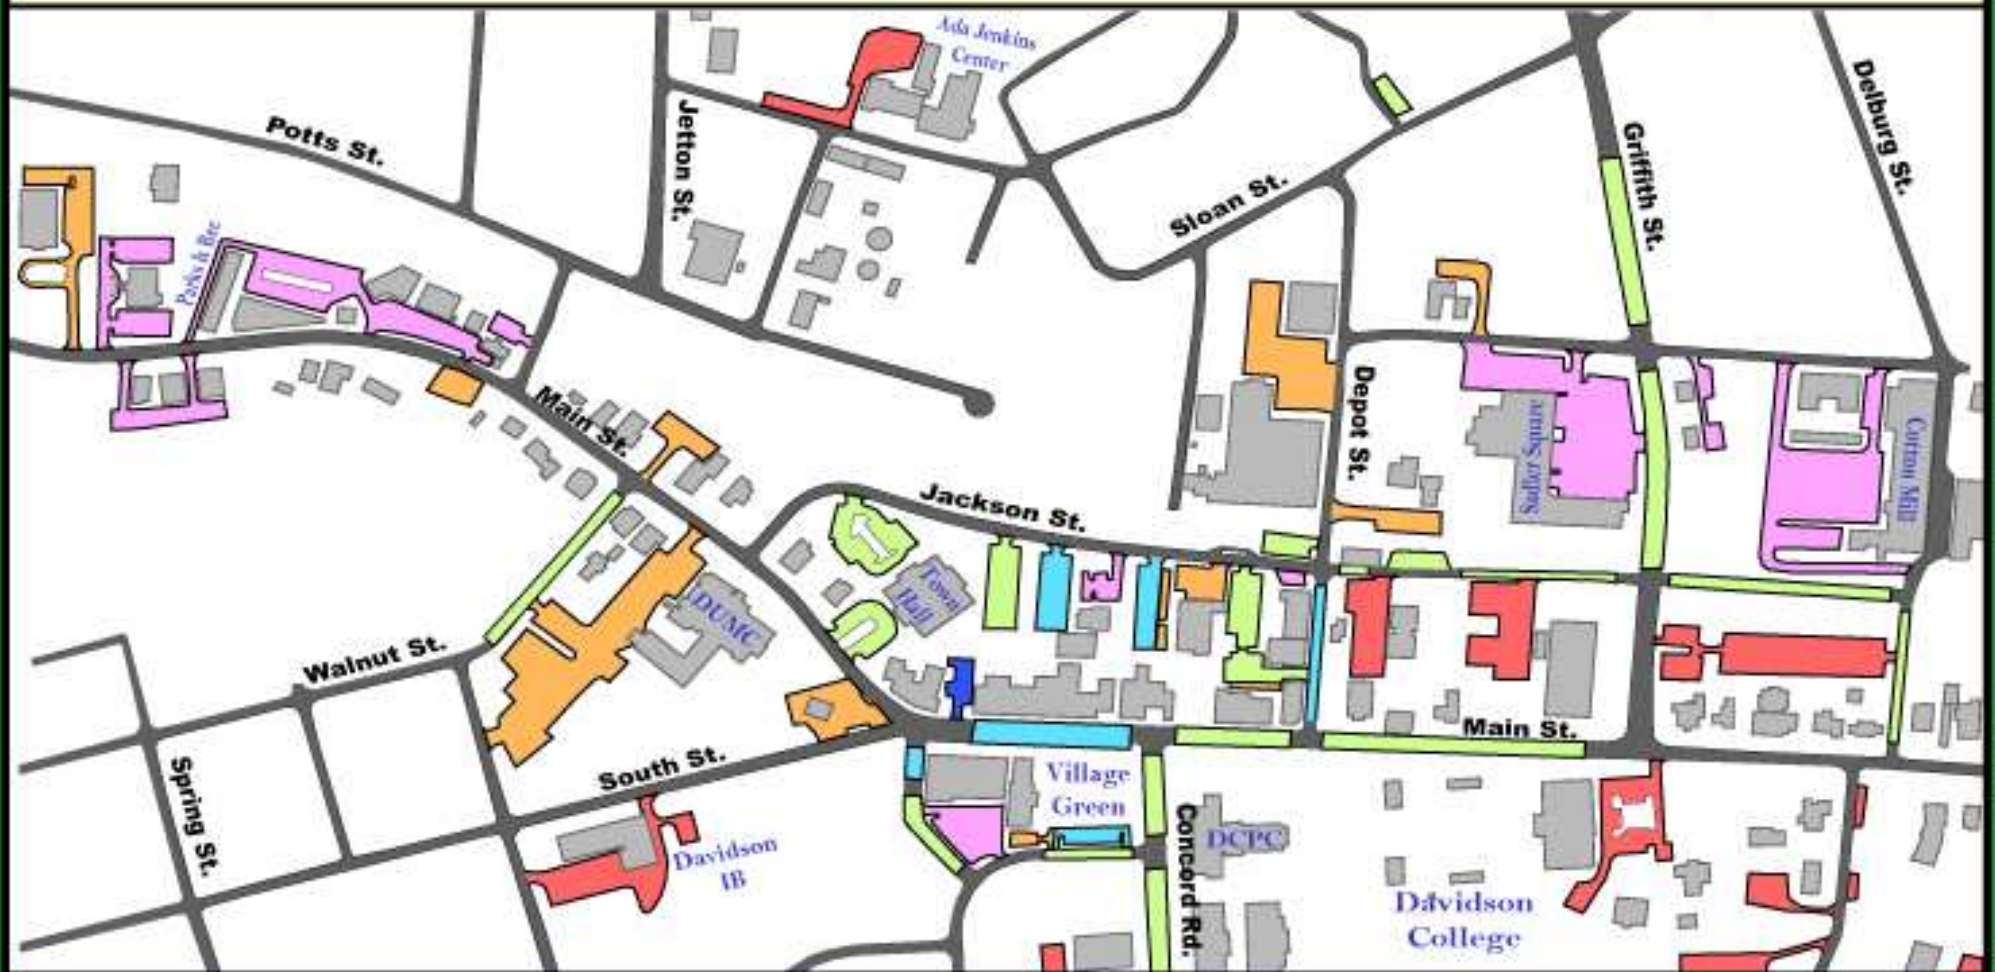 Ada Jenkins
Center
Potts St.
Jetton St.
Sloan St.
Griffith St.
Delburg St.
Parks & Rec
Main St.
Depot St.
Sadler Square
Cotton Mill
Jackson St.
Town
Hall
DUMC
Walnut St.
Main St.
South St.
Spring St.
Village
Green
Concord Rd.
DCPC
Davidson
IB
Davidson
College